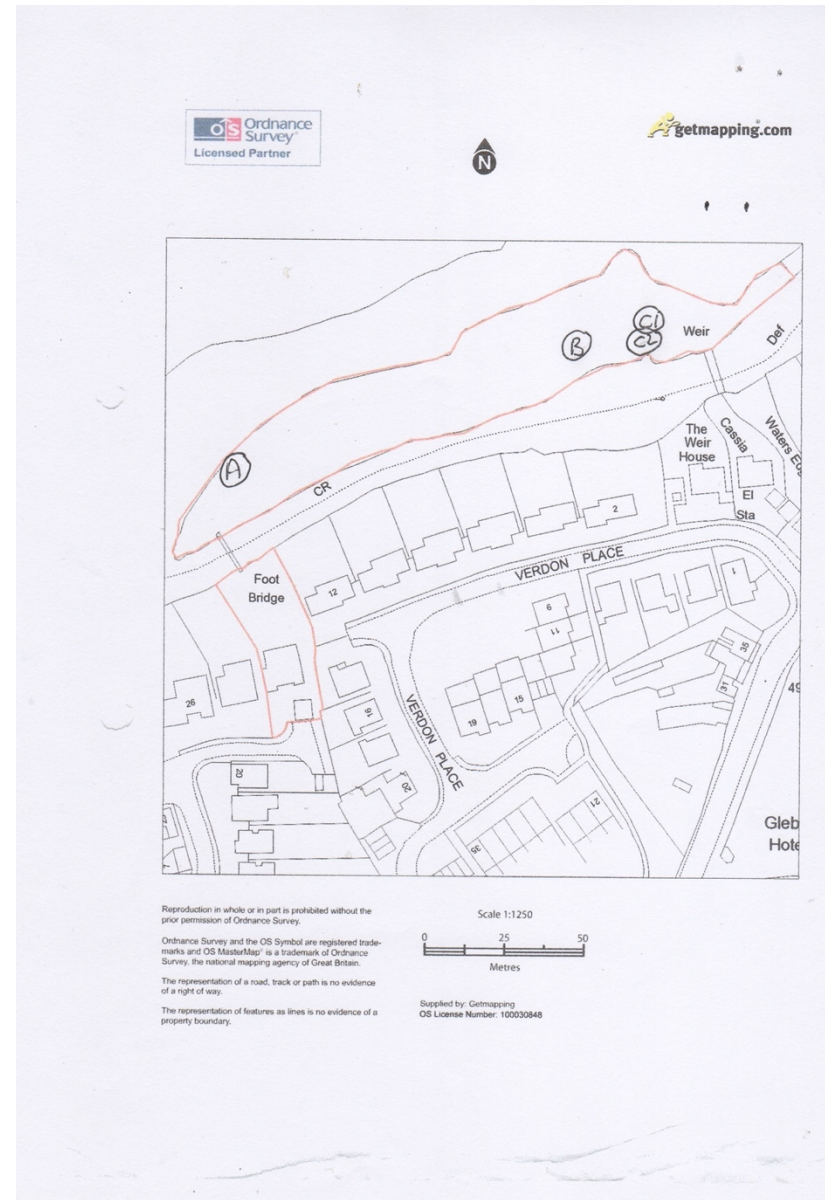 OS Ordnance
Survey®
Licensed Partner
getmapping.com
N
C1
C2
B
A
Weir
Def
CR
The
Weir
House
Cassia
Waters Edg
El
Sta
2
VERDON PLACE
Foot
Bridge
12
9
11
1
35
31
49
26
16
15
19
VERDON PLACE
20
20
21
35
Gleb
Hote
Reproduction in whole or in part is prohibited without the
prior permission of Ordnance Survey.
Ordnance Survey and the OS Symbol are registered trade-
marks and OS MasterMap® is a trademark of Ordnance
Survey, the national mapping agency of Great Britain.
The representation of a road, track or path is no evidence
of a right of way.
The representation of features as lines is no evidence of a
property boundary.
Scale 1:1250
0 25 50
Metres
Supplied by: Getmapping
OS License Number: 100030848